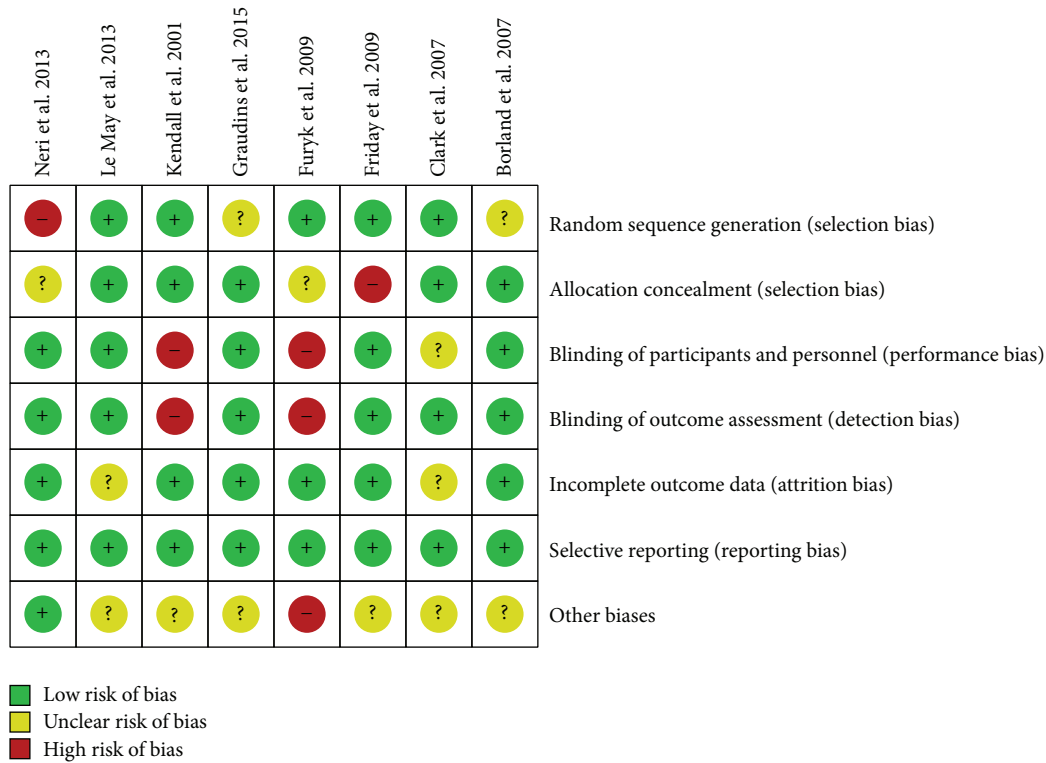 Neri et al. 2013
Le May et al. 2013
Kendall et al. 2001
Graudins et al. 2015
Furyk et al. 2009
Friday et al. 2009
Clark et al. 2007
Borland et al. 2007
− + + ? + + + ? Random sequence generation (selection bias)
? + + + ? − + + Allocation concealment (selection bias)
+ + − + − + ? + Blinding of participants and personnel (performance bias)
+ + − + − + + + Blinding of outcome assessment (detection bias)
+ ? + + + + ? + Incomplete outcome data (attrition bias)
+ + + + + + + + Selective reporting (reporting bias)
+ ? ? ? − ? ? ? Other biases
Low risk of bias
Unclear risk of bias
High risk of bias